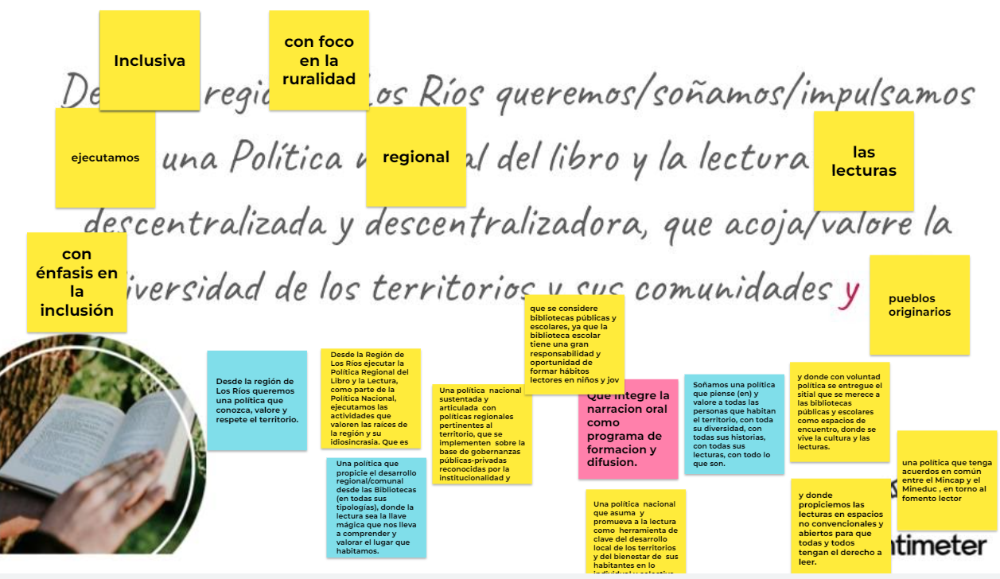 Inclusiva
con foco
en la
ruralidad
Queremos/soñamos/impulsamos
ejecutamos
una Política
regional
del libro y la lectura
las
lecturas
descentralizada y descentralizadora, que acoja/valore la
con
énfasis en
la
inclusión
diversidad de los territorios y sus comunidades y
pueblos
originarios
Desde la región de
Los Ríos queremos
una política que
conozca, valore y
respete el territorio.
Desde la Región de
Los Ríos ejecutar la
Política Regional del
Libro y la Lectura,
como parte de la
Política Nacional,
ejecutamos las
actividades que
valoren las raíces de
la región y su
idiosincrasia. Que es
Una política que
propicie el desarrollo
regional/comunal
desde las Bibliotecas
(en todas sus
tipologías), donde la
lectura sea la llave
mágica que nos lleva
a comprender y
valorar el lugar que
habitamos.
Una política nacional
sustentada y
articulada con
políticas regionales
pertinentes al
territorio, que se
implementen sobre la
base de gobernanzas
públicas-privadas
reconocidas por la
institucionalidad y
que se considere
bibliotecas públicas y
escolares, ya que la
biblioteca escolar
tiene una gran
responsabilidad y
oportunidad de
formar hábitos
lectores en niños y jov
Que integre la
narracion oral
como
programa de
formacion y
difusion.
Una política nacional
que asuma y
promueva a la lectura
como herramienta de
clave del desarrollo
local de los territorios
y del bienestar de sus
habitantes en lo
individual y colectivo
Soñamos una política
que piense (en) y
valore a todas las
personas que habitan
el territorio, con toda
su diversidad, con
todas sus historias,
con todas sus
lecturas, con todo lo
que son.
y donde con voluntad
política se entregue el
sitial que se merece a
las bibliotecas
públicas y escolares
como espacios de
encuentro, donde se
vive la cultura y las
lecturas.
y donde
propiciemos las
lecturas en espacios
no convencionales y
abiertos para que
todas y todos
tengan el derecho a
leer.
una política que tenga
acuerdos en común
entre el Mincap y el
Mineduc , en torno al
fomento lector
ntimeter